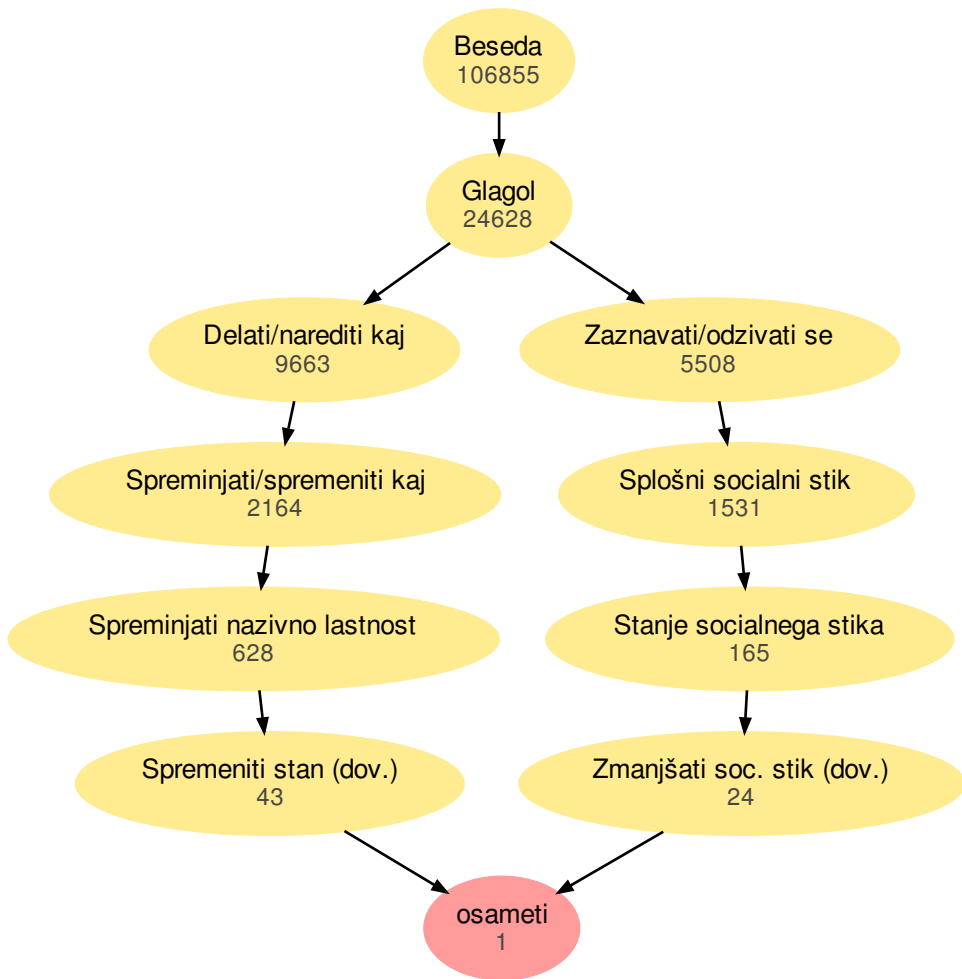 Beseda
106855
Glagol
24628
Delati/narediti kaj
9663
Zaznavati/odzivati se
5508
Spreminjati/spremeniti kaj
2164
Splošni socialni stik
1531
Spreminjati nazivno lastnost
628
Stanje socialnega stika
165
Spremeniti stan (dov.)
43
Zmanjšati soc. stik (dov.)
24
osameti
1